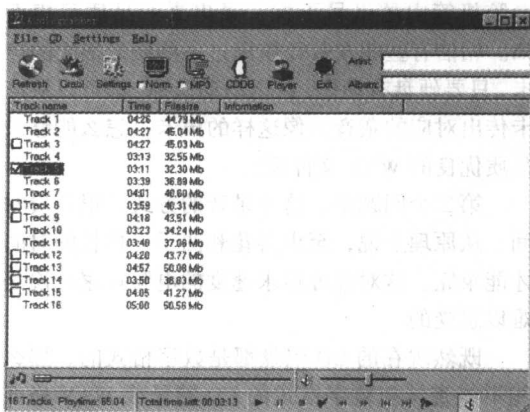 File CD Settings Help
Refresh Grab! Settings Norm. MP3 CDDB Player Exit Artist: Album:
Track name Time Filesize Information
Track 1 04:26 44.79 Mb
Track 2 04:27 45.04 Mb
Track 3 04:27 45.03 Mb
Track 4 03:13 32.55 Mb
03:11 32.30 Mb
Track 6 03:39 36.89 Mb
Track 7 04:01 40.60 Mb
Track 8 03:59 40.31 Mb
Track 9 04:18 43.51 Mb
Track 10 03:23 34.24 Mb
Track 11 03:40 37.06 Mb
Track 12 04:20 43.77 Mb
Track 13 04:57 50.06 Mb
Track 14 03:50 38.83 Mb
Track 15 04:05 41.27 Mb
Track 16 05:00 50.56 Mb
16 Tracks, Playtime: 65:04 Total time left: 00:03:13